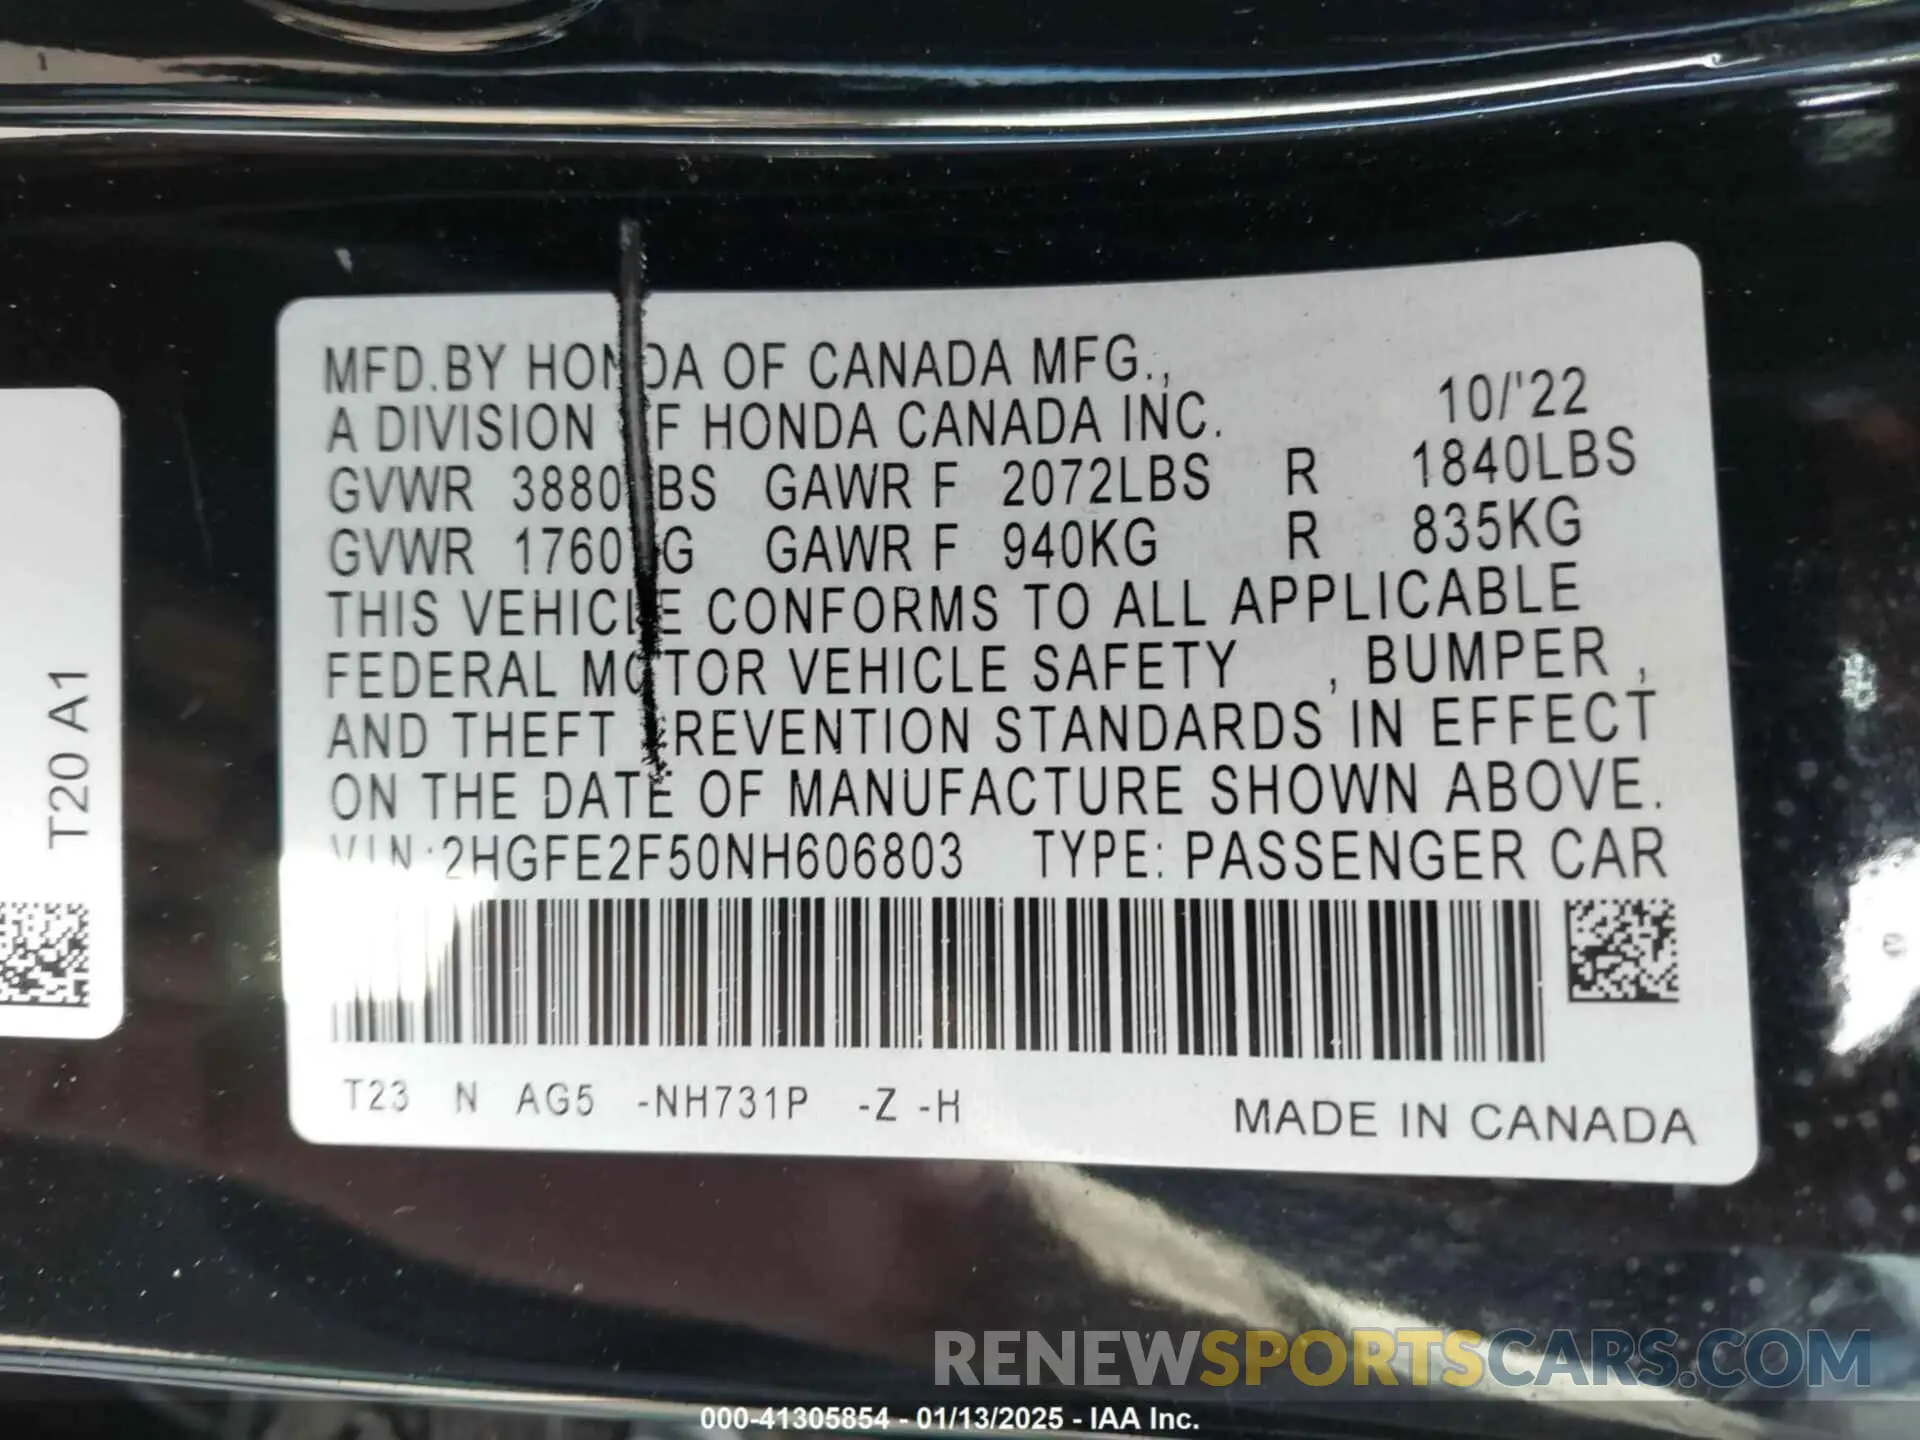 MFD.BY HONDA OF CANADA MFG.,
A DIVISION OF HONDA CANADA INC. 10/'22
GVWR 3880LBS GAWR F 2072LBS R 1840LBS
GVWR 1760KG GAWR F 940KG R 835KG
THIS VEHICLE CONFORMS TO ALL APPLICABLE
FEDERAL MOTOR VEHICLE SAFETY , BUMPER ,
AND THEFT PREVENTION STANDARDS IN EFFECT
ON THE DATE OF MANUFACTURE SHOWN ABOVE.
VIN:2HGFE2F50NH606803 TYPE: PASSENGER CAR
T23 N AG5 -NH731P -Z -H
MADE IN CANADA
T20 A1
RENEWSPORTSCARS.COM
000-41305854 - 01/13/2025 - IAA Inc.